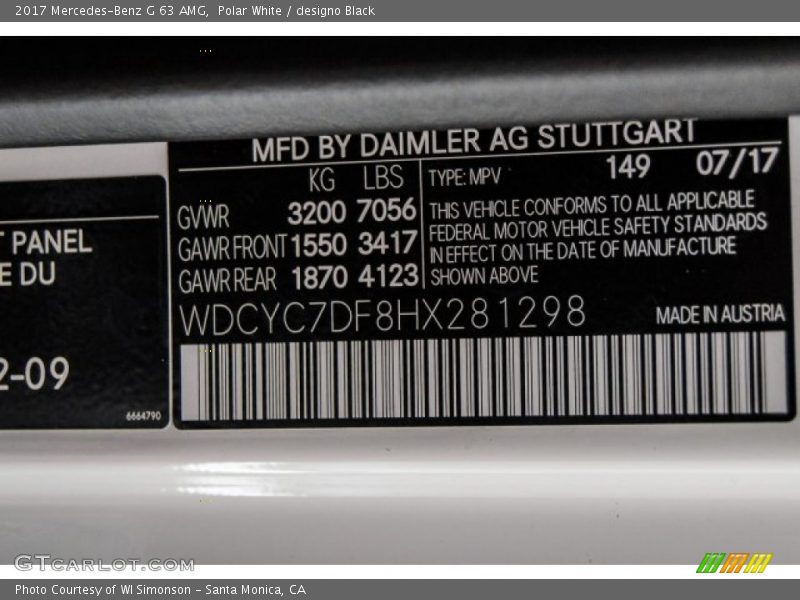 2017 Mercedes-Benz G 63 AMG, Polar White / designo Black
MFD BY DAIMLER AG STUTTGART
KG LBS
GVWR 3200 7056
GAWR FRONT 1550 3417
GAWR REAR 1870 4123
TYPE: MPV 149 07/17
THIS VEHICLE CONFORMS TO ALL APPLICABLE
FEDERAL MOTOR VEHICLE SAFETY STANDARDS
IN EFFECT ON THE DATE OF MANUFACTURE
SHOWN ABOVE
WDCYC7DF8HX281298
MADE IN AUSTRIA
PANEL
DU
2-09
6664790
GTCARLOT.COM
Photo Courtesy of WI Simonson - Santa Monica, CA